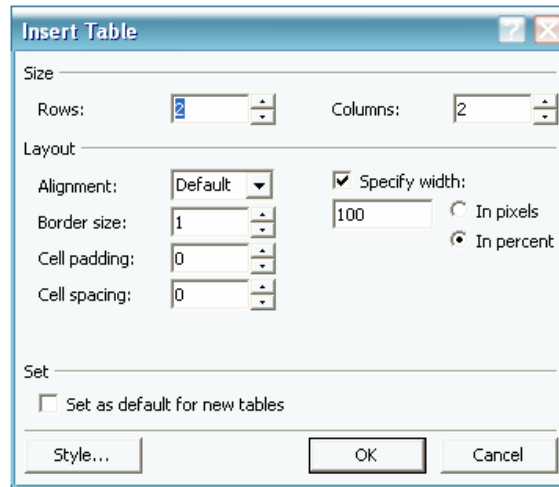 Insert Table
Size
Rows: 2 Columns: 2
Layout
Alignment: Default Specify width:
Border size: 1 100 In pixels
Cell padding: 0 In percent
Cell spacing: 0
Set
Set as default for new tables
Style... OK Cancel